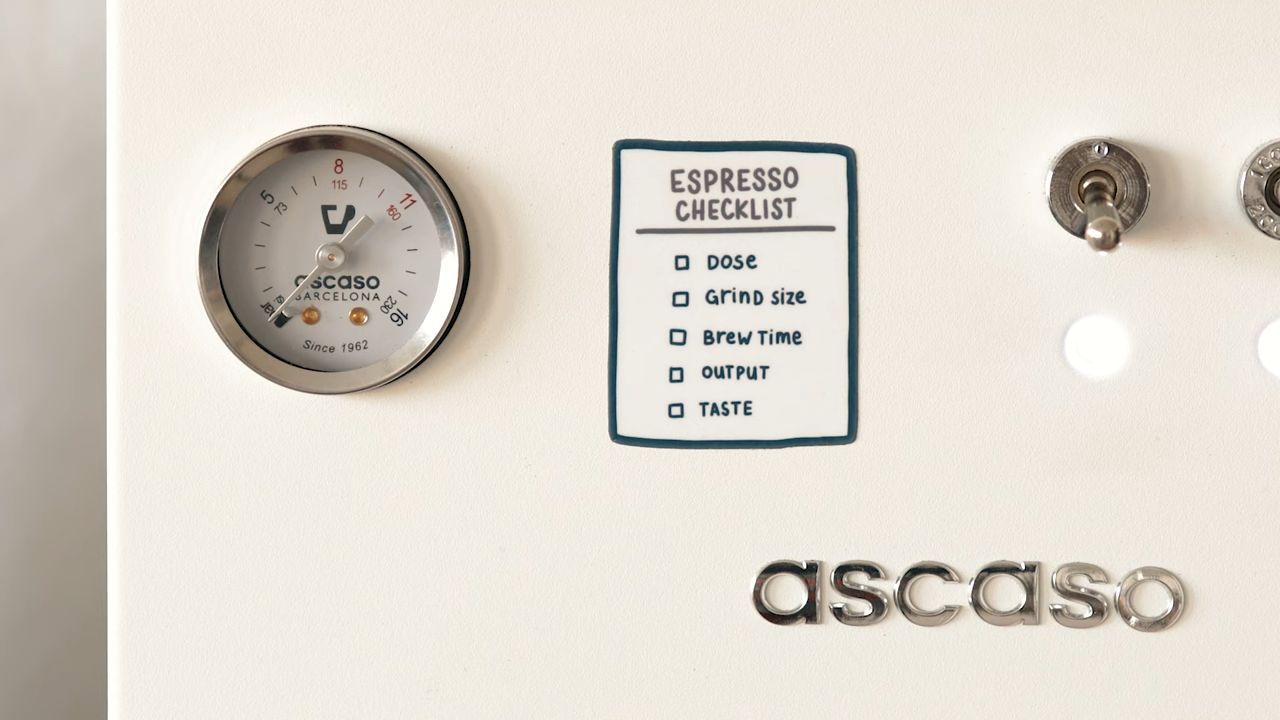 8
115
5
73
11
160
ascaso
BARCELONA
bar
230
16
Since 1962
ESPRESSO
CHECKLIST
Dose
Grind size
Brew Time
OUTPUT
TASTE
ascaso